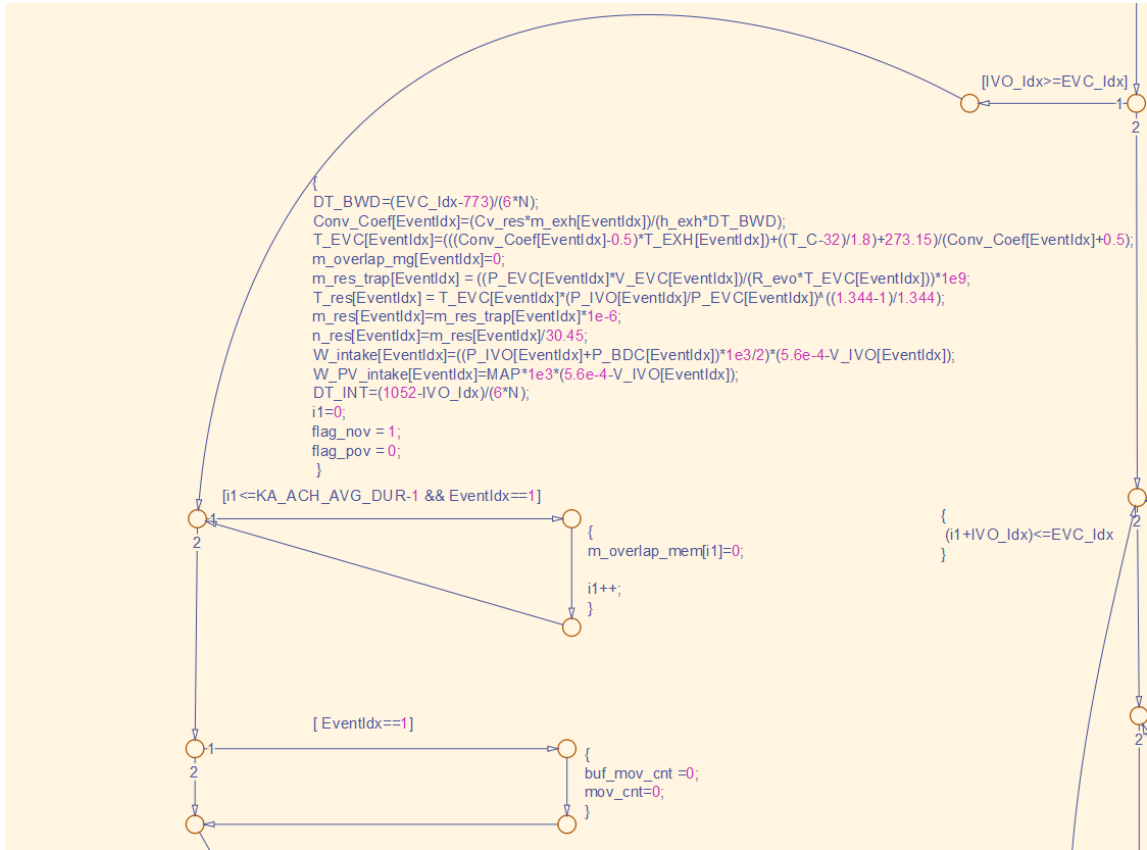 [IVO_Idx>=EVC_Idx]
1
2
{
DT_BWD=(EVC_Idx-773)/(6*N);
Conv_Coef[EventIdx]=(Cv_res*m_exh[EventIdx])/(h_exh*DT_BWD);
T_EVC[EventIdx]=(((Conv_Coef[EventIdx]-0.5)*T_EXH[EventIdx])+((T_C-32)/1.8)+273.15)/(Conv_Coef[EventIdx]+0.5);
m_overlap_mg[EventIdx]=0;
m_res_trap[EventIdx] = ((P_EVC[EventIdx]*V_EVC[EventIdx])/(R_evo*T_EVC[EventIdx]))*1e9;
T_res[EventIdx] = T_EVC[EventIdx]*(P_IVO[EventIdx]/P_EVC[EventIdx])^((1.344-1)/1.344);
m_res[EventIdx]=m_res_trap[EventIdx]*1e-6;
n_res[EventIdx]=m_res[EventIdx]/30.45;
W_intake[EventIdx]=((P_IVO[EventIdx]+P_BDC[EventIdx])*1e3/2)*(5.6e-4-V_IVO[EventIdx]);
W_PV_intake[EventIdx]=MAP*1e3*(5.6e-4-V_IVO[EventIdx]);
DT_INT=(1052-IVO_Idx)/(6*N);
i1=0;
flag_nov = 1;
flag_pov = 0;
}
[i1<=KA_ACH_AVG_DUR-1 && EventIdx==1]
1
2
{
m_overlap_mem[i1]=0;
i1++;
}
{
(i1+IVO_Idx)<=EVC_Idx
}
2
[ EventIdx==1]
1
2
{
buf_mov_cnt =0;
mov_cnt=0;
}
2